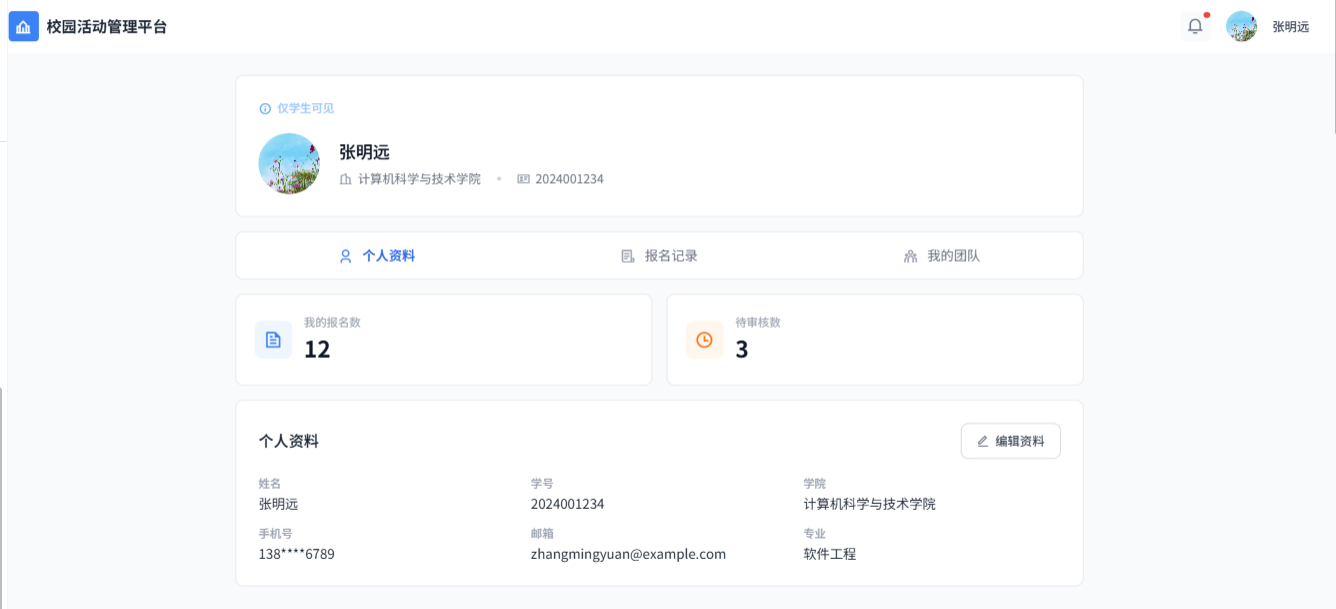 校园活动管理平台
张明远
仅学生可见
张明远
计算机科学与技术学院 • 2024001234
个人资料
报名记录
我的团队
我的报名数
12
待审核数
3
个人资料
编辑资料
姓名 学号 学院
张明远 2024001234 计算机科学与技术学院
手机号 邮箱 专业
138****6789 zhangmingyuan@example.com 软件工程